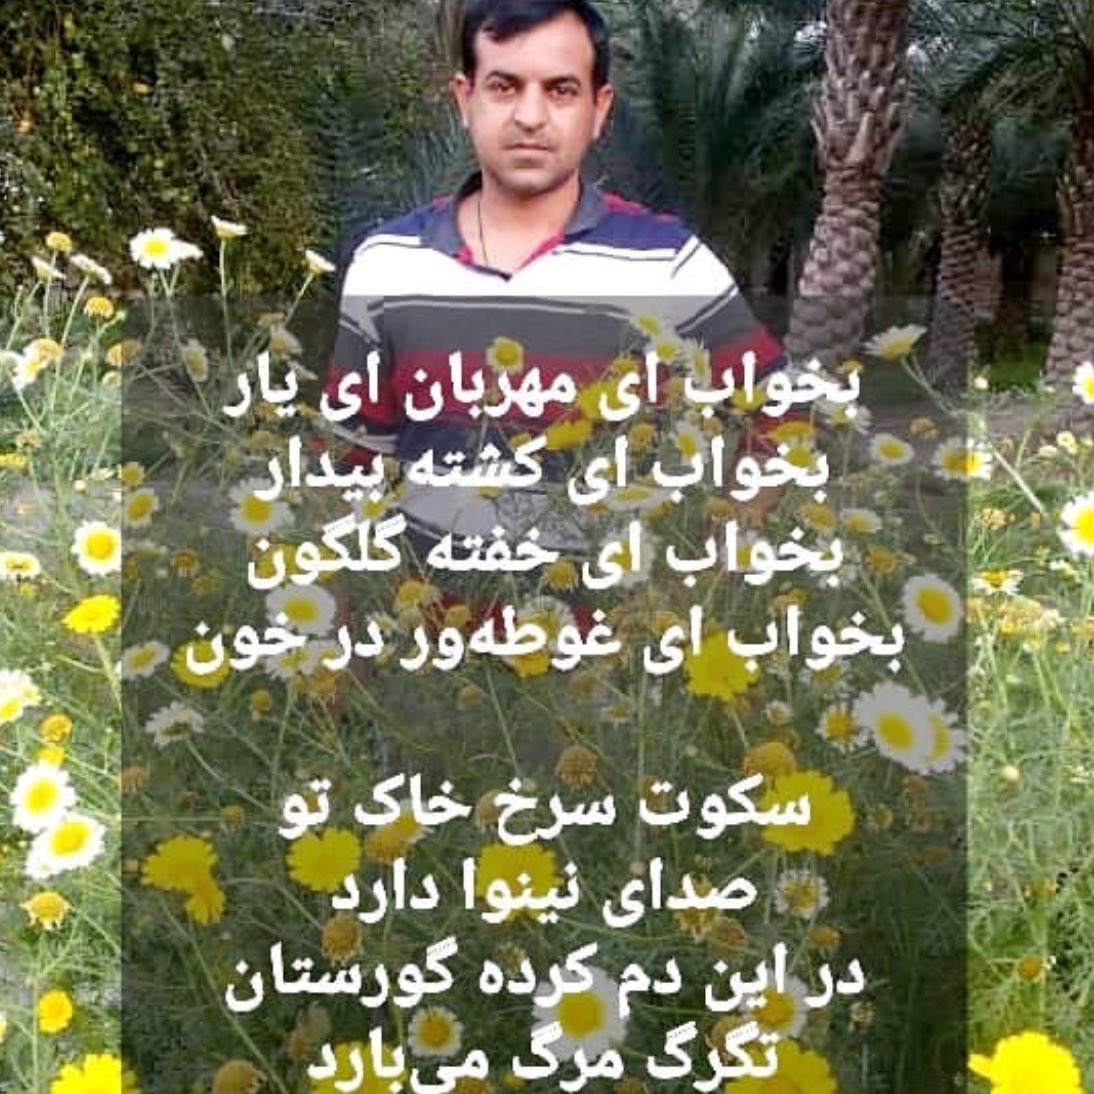 بخواب ای مهربان ای یار
بخواب ای کشته بیدار
بخواب ای خفته گلگون
بخواب ای غوطه‌ور در خون
سکوت سرخ خاک تو
صدای نینوا دارد
در این دم کرده گورستان
تگرگ مرگ می‌بارد